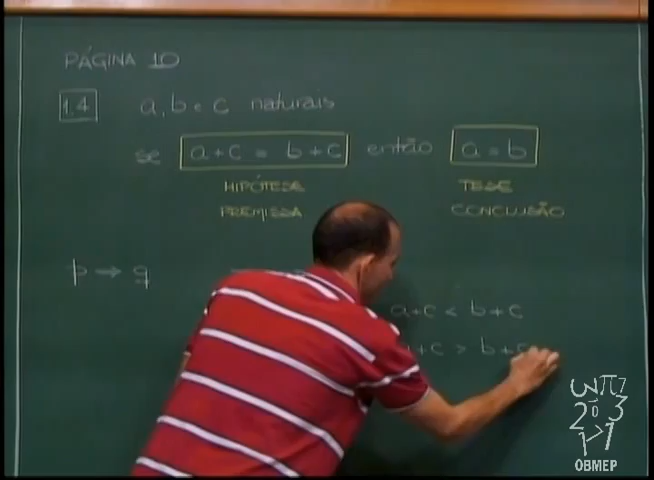 PÁGINA 10
1.4 a, b e c naturais
se a+c = b+c então a = b
HIPÓTESE TESE
PREMISSA CONCLUSÃO
p → q
a+c < b+c
+c > b+c
OBMEP